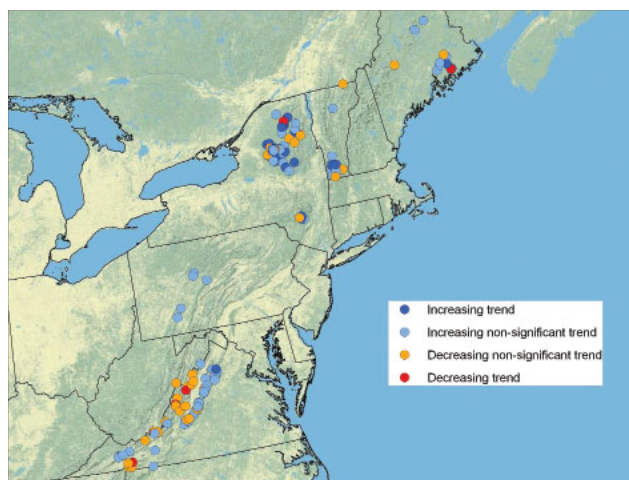 Increasing trend
Increasing non-significant trend
Decreasing non-significant trend
Decreasing trend